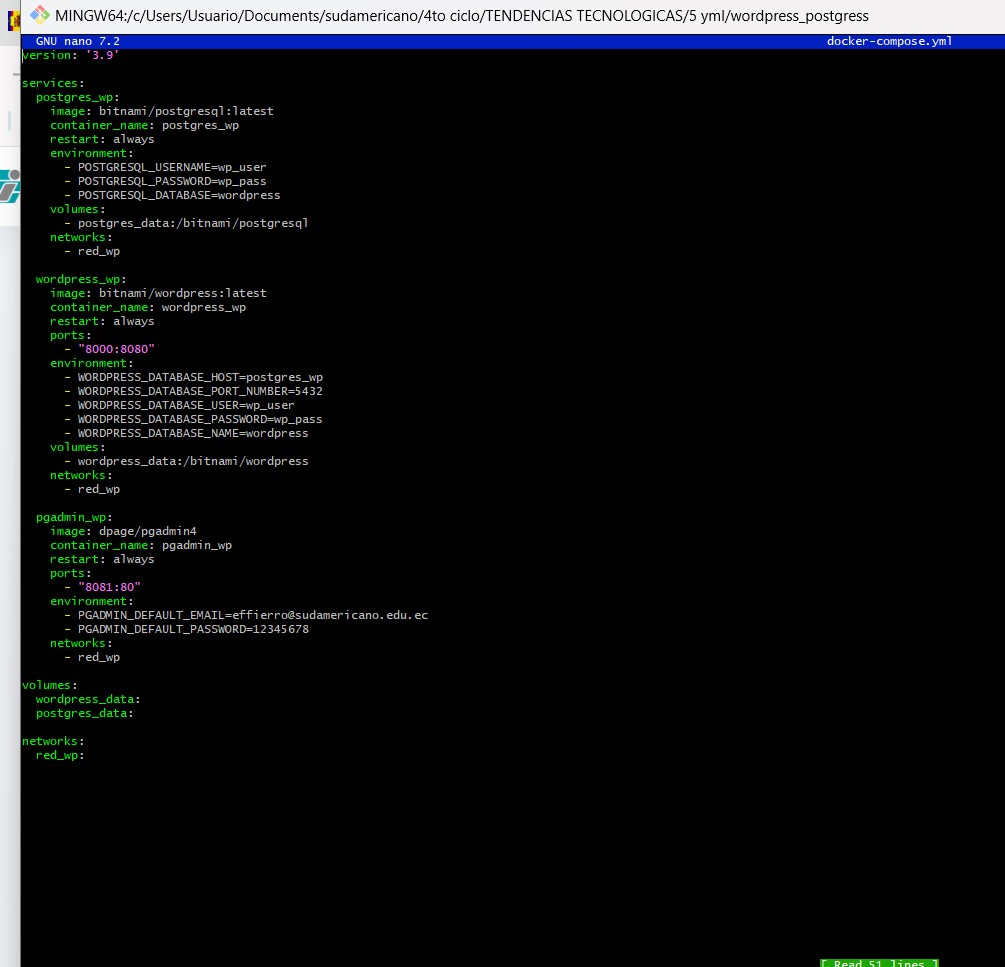 MINGW64:/c/Users/Usuario/Documents/sudamericano/4to ciclo/TENDENCIAS TECNOLOGICAS/5 yml/wordpress_postgress
GNU nano 7.2 docker-compose.yml
version: '3.9'

services:
  postgres_wp:
    image: bitnami/postgresql:latest
    container_name: postgres_wp
    restart: always
    environment:
      - POSTGRESQL_USERNAME=wp_user
      - POSTGRESQL_PASSWORD=wp_pass
      - POSTGRESQL_DATABASE=wordpress
    volumes:
      - postgres_data:/bitnami/postgresql
    networks:
      - red_wp

  wordpress_wp:
    image: bitnami/wordpress:latest
    container_name: wordpress_wp
    restart: always
    ports:
      - "8000:8080"
    environment:
      - WORDPRESS_DATABASE_HOST=postgres_wp
      - WORDPRESS_DATABASE_PORT_NUMBER=5432
      - WORDPRESS_DATABASE_USER=wp_user
      - WORDPRESS_DATABASE_PASSWORD=wp_pass
      - WORDPRESS_DATABASE_NAME=wordpress
    volumes:
      - wordpress_data:/bitnami/wordpress
    networks:
      - red_wp

  pgadmin_wp:
    image: dpage/pgadmin4
    container_name: pgadmin_wp
    restart: always
    ports:
      - "8081:80"
    environment:
      - PGADMIN_DEFAULT_EMAIL=effierro@sudamericano.edu.ec
      - PGADMIN_DEFAULT_PASSWORD=12345678
    networks:
      - red_wp

volumes:
  wordpress_data:
  postgres_data:

networks:
  red_wp:
[ Read 51 lines ]